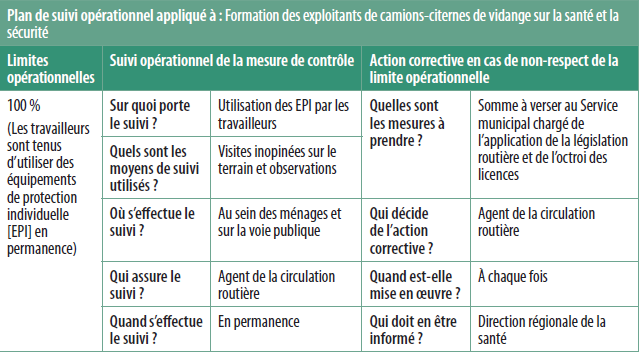 Plan de suivi opérationnel appliqué à : Formation des exploitants de camions-citernes de vidange sur la santé et la
sécurité
Limites
opérationnelles
Suivi opérationnel de la mesure de contrôle
Action corrective en cas de non-respect de la
limite opérationnelle
100 %
(Les travailleurs
sont tenus
d’utiliser des
équipements
de protection
individuelle
[EPI] en
permanence)
Sur quoi porte
le suivi ?
Utilisation des EPI par les
travailleurs
Quels sont les
moyens de suivi
utilisés ?
Visites inopinées sur le
terrain et observations
Où s’effectue le
suivi ?
Au sein des ménages et
sur la voie publique
Qui assure le
suivi ?
Agent de la circulation
routière
Quand s’effectue
le suivi ?
En permanence
Quelles sont
les mesures à
prendre ?
Somme à verser au Service
municipal chargé de
l’application de la législation
routière et de l’octroi des
licences
Qui décide
de l’action
corrective ?
Agent de la circulation
routière
Quand est-elle
mise en œuvre ?
À chaque fois
Qui doit en être
informé ?
Direction régionale de la
santé